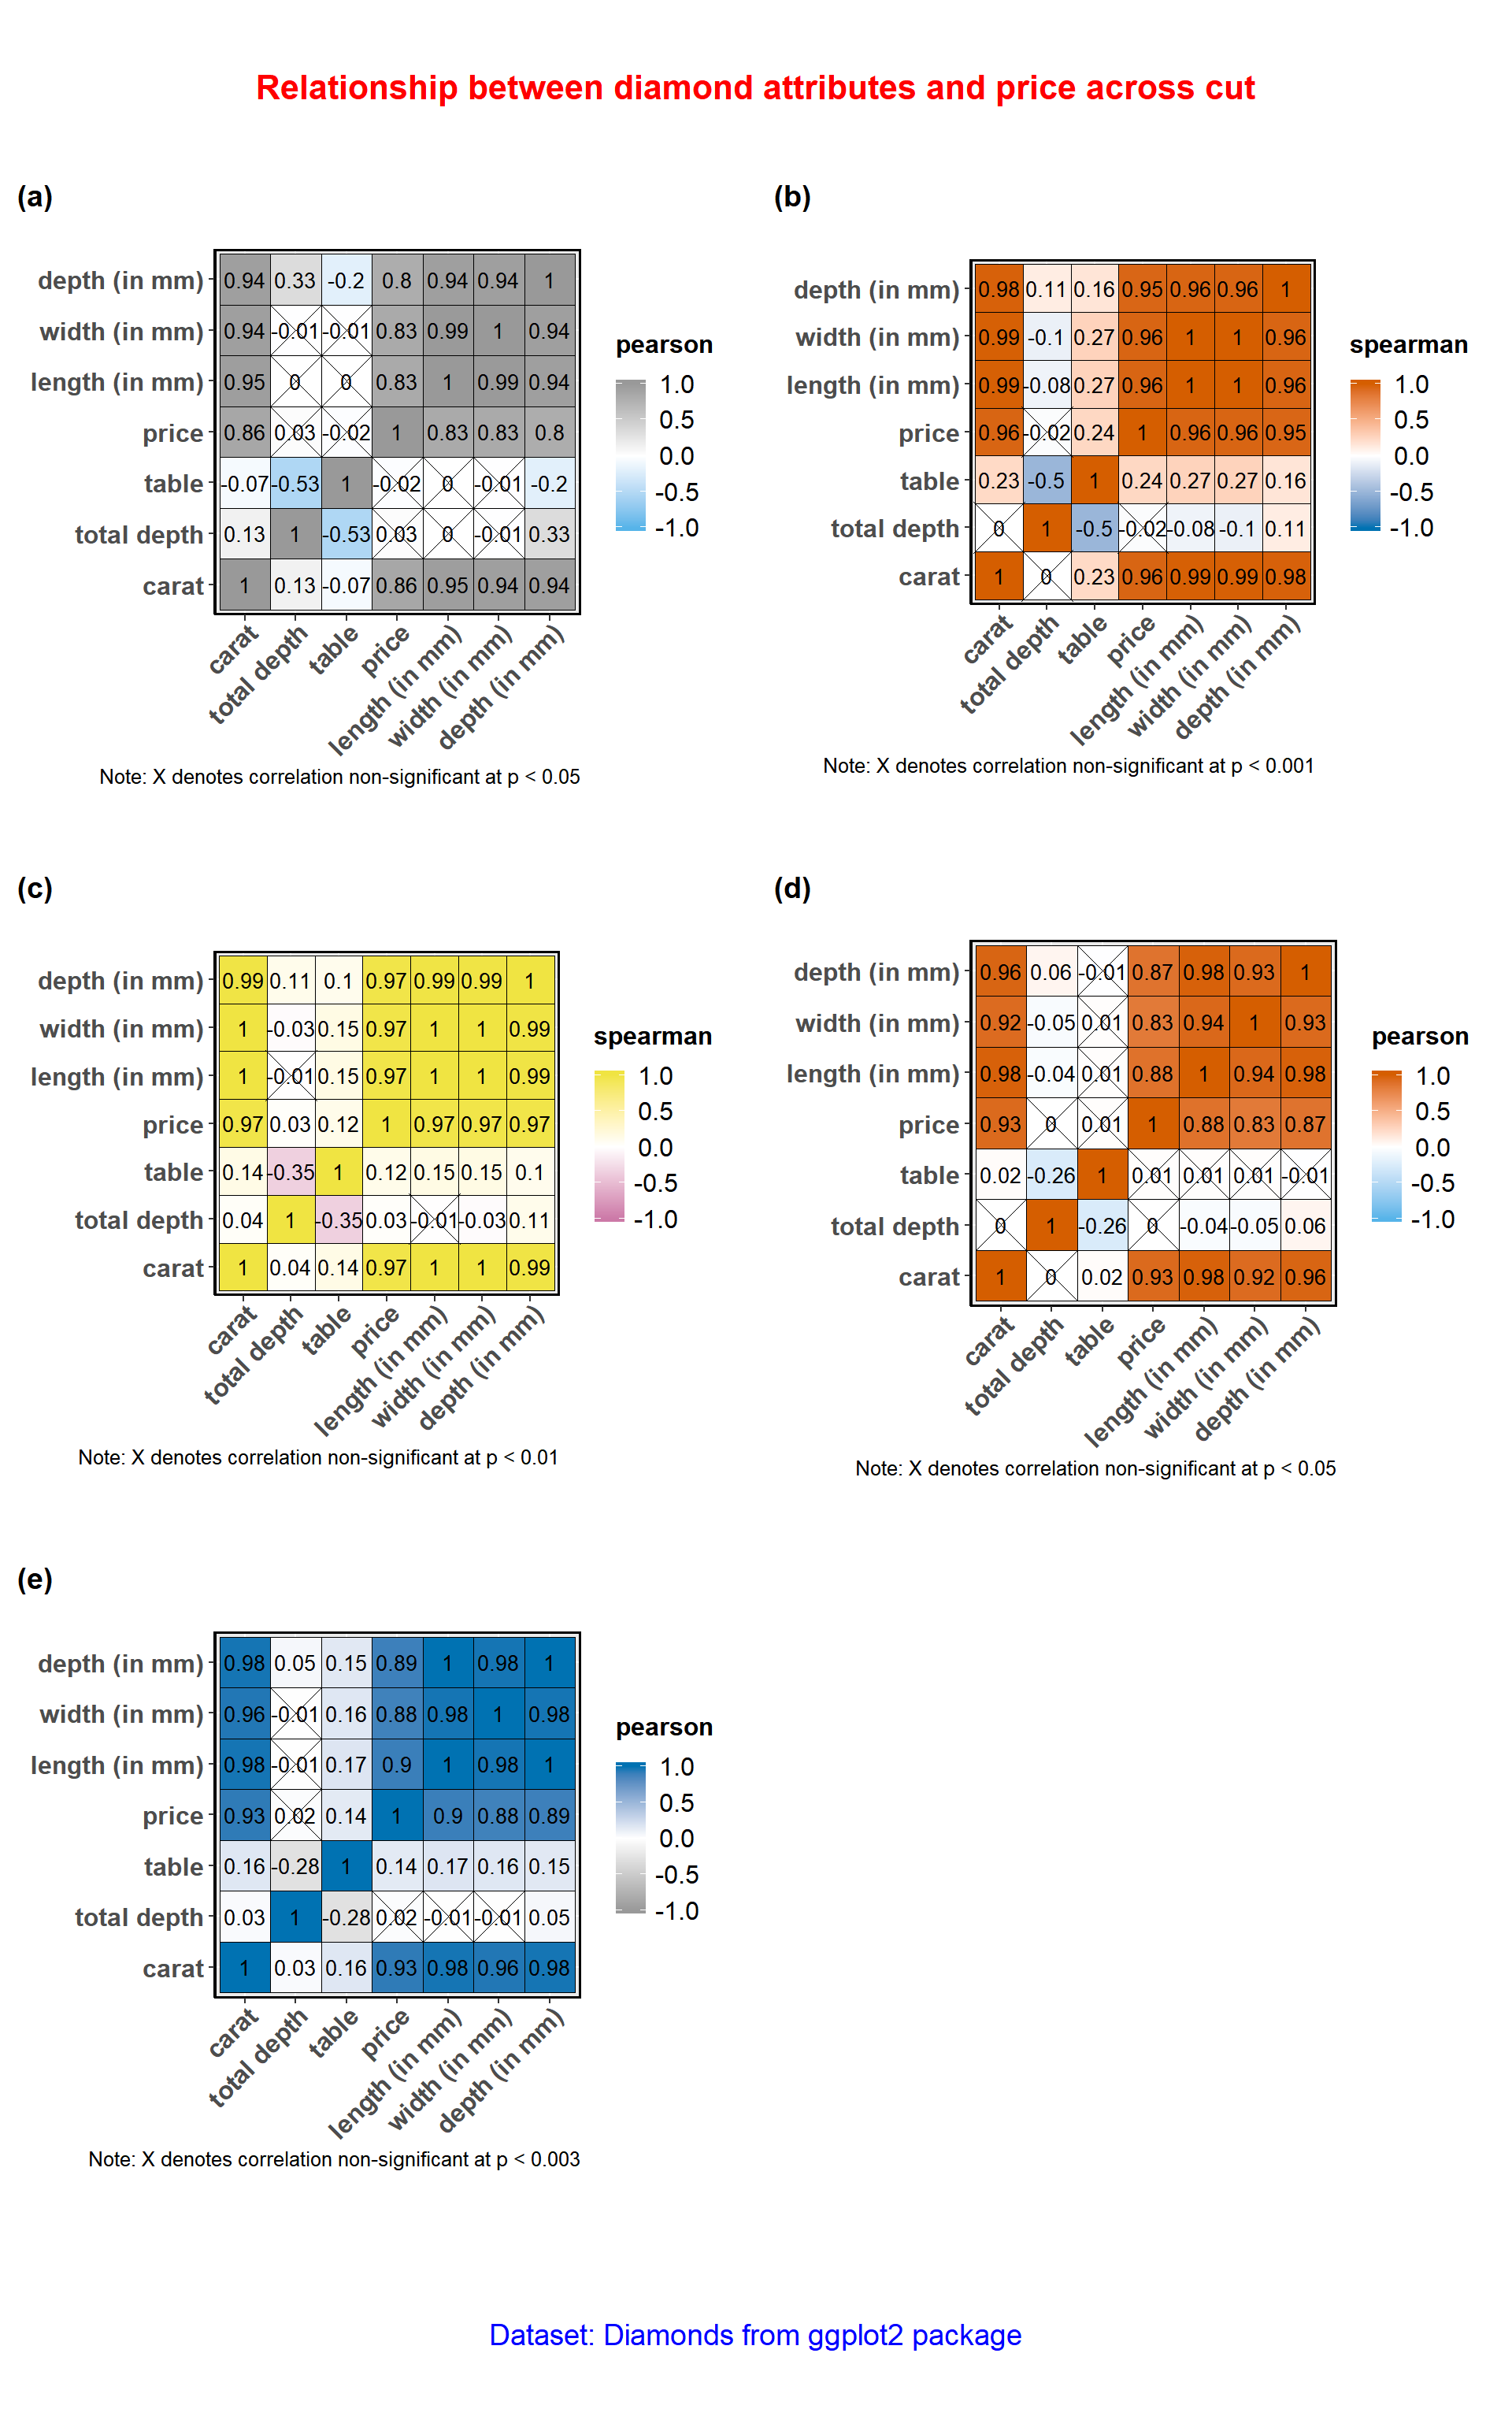 Relationship between diamond attributes and price across cut
(a)
depth (in mm) 0.94 0.33 -0.2 0.8 0.94 0.94 1
width (in mm) 0.94 -0.01 -0.01 0.83 0.99 1 0.94
length (in mm) 0.95 0 0 0.83 1 0.99 0.94
price 0.86 0.03 -0.02 1 0.83 0.83 0.8
table -0.07 -0.53 1 -0.02 0 -0.01 -0.2
total depth 0.13 1 -0.53 0.03 0 -0.01 0.33
carat 1 0.13 -0.07 0.86 0.95 0.94 0.94
carat total depth table price length (in mm) width (in mm) depth (in mm)
pearson
1.0
0.5
0.0
-0.5
-1.0
Note: X denotes correlation non-significant at p < 0.05
(b)
depth (in mm) 0.98 0.11 0.16 0.95 0.96 0.96 1
width (in mm) 0.99 -0.1 0.27 0.96 1 1 0.96
length (in mm) 0.99 -0.08 0.27 0.96 1 1 0.96
price 0.96 -0.02 0.24 1 0.96 0.96 0.95
table 0.23 -0.5 1 0.24 0.27 0.27 0.16
total depth 0 1 -0.5 -0.02 -0.08 -0.1 0.11
carat 1 0 0.23 0.96 0.99 0.99 0.98
carat total depth table price length (in mm) width (in mm) depth (in mm)
spearman
1.0
0.5
0.0
-0.5
-1.0
Note: X denotes correlation non-significant at p < 0.001
(c)
depth (in mm) 0.99 0.11 0.1 0.97 0.99 0.99 1
width (in mm) 1 -0.03 0.15 0.97 1 1 0.99
length (in mm) 1 -0.01 0.15 0.97 1 1 0.99
price 0.97 0.03 0.12 1 0.97 0.97 0.97
table 0.14 -0.35 1 0.12 0.15 0.15 0.1
total depth 0.04 1 -0.35 0.03 -0.01 -0.03 0.11
carat 1 0.04 0.14 0.97 1 1 0.99
carat total depth table price length (in mm) width (in mm) depth (in mm)
spearman
1.0
0.5
0.0
-0.5
-1.0
Note: X denotes correlation non-significant at p < 0.01
(d)
depth (in mm) 0.96 0.06 -0.01 0.87 0.98 0.93 1
width (in mm) 0.92 -0.05 0.01 0.83 0.94 1 0.93
length (in mm) 0.98 -0.04 0.01 0.88 1 0.94 0.98
price 0.93 0 0.01 1 0.88 0.83 0.87
table 0.02 -0.26 1 0.01 0.01 0.01 -0.01
total depth 0 1 -0.26 0 -0.04 -0.05 0.06
carat 1 0 0.02 0.93 0.98 0.92 0.96
carat total depth table price length (in mm) width (in mm) depth (in mm)
pearson
1.0
0.5
0.0
-0.5
-1.0
Note: X denotes correlation non-significant at p < 0.05
(e)
depth (in mm) 0.98 0.05 0.15 0.89 1 0.98 1
width (in mm) 0.96 -0.01 0.16 0.88 0.98 1 0.98
length (in mm) 0.98 -0.01 0.17 0.9 1 0.98 1
price 0.93 0.02 0.14 1 0.9 0.88 0.89
table 0.16 -0.28 1 0.14 0.17 0.16 0.15
total depth 0.03 1 -0.28 0.02 -0.01 -0.01 0.05
carat 1 0.03 0.16 0.93 0.98 0.96 0.98
carat total depth table price length (in mm) width (in mm) depth (in mm)
pearson
1.0
0.5
0.0
-0.5
-1.0
Note: X denotes correlation non-significant at p < 0.003
Dataset: Diamonds from ggplot2 package